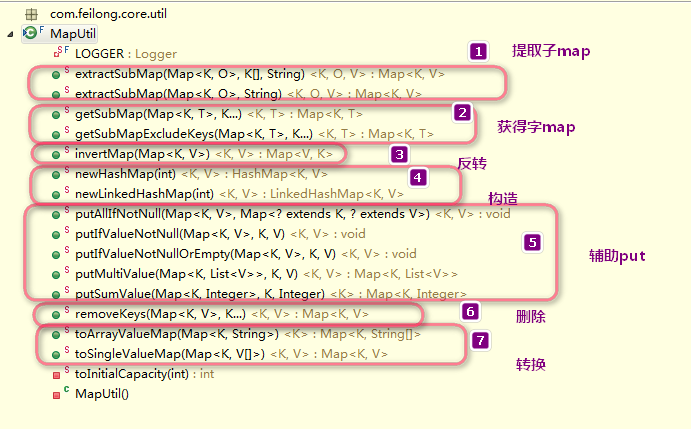 com.feilong.core.util
MapUtil
LOGGER : Logger
1 提取子map
extractSubMap(Map<K, O>, K[], String) <K, O, V> : Map<K, V>
extractSubMap(Map<K, O>, String) <K, O, V> : Map<K, V>
getSubMap(Map<K, T>, K...) <K, T> : Map<K, T>
2 获得字map
getSubMapExcludeKeys(Map<K, T>, K...) <K, T> : Map<K, T>
invertMap(Map<K, V>) <K, V> : Map<V, K>
3 反转
newHashMap(int) <K, V> : HashMap<K, V>
4 构造
newLinkedHashMap(int) <K, V> : LinkedHashMap<K, V>
putAllIfNotNull(Map<K, V>, Map<? extends K, ? extends V>) <K, V> : void
putIfValueNotNull(Map<K, V>, K, V) <K, V> : void
5 辅助put
putIfValueNotNullOrEmpty(Map<K, V>, K, V) <K, V> : void
putMultiValue(Map<K, List<V>>, K, V) <K, V> : Map<K, List<V>>
putSumValue(Map<K, Integer>, K, Integer) <K> : Map<K, Integer>
removeKeys(Map<K, V>, K...) <K, V> : Map<K, V>
6 删除
toArrayValueMap(Map<K, String>) <K> : Map<K, String[]>
7 转换
toSingleValueMap(Map<K, V[]>) <K, V> : Map<K, V>
toInitialCapacity(int) : int
MapUtil()